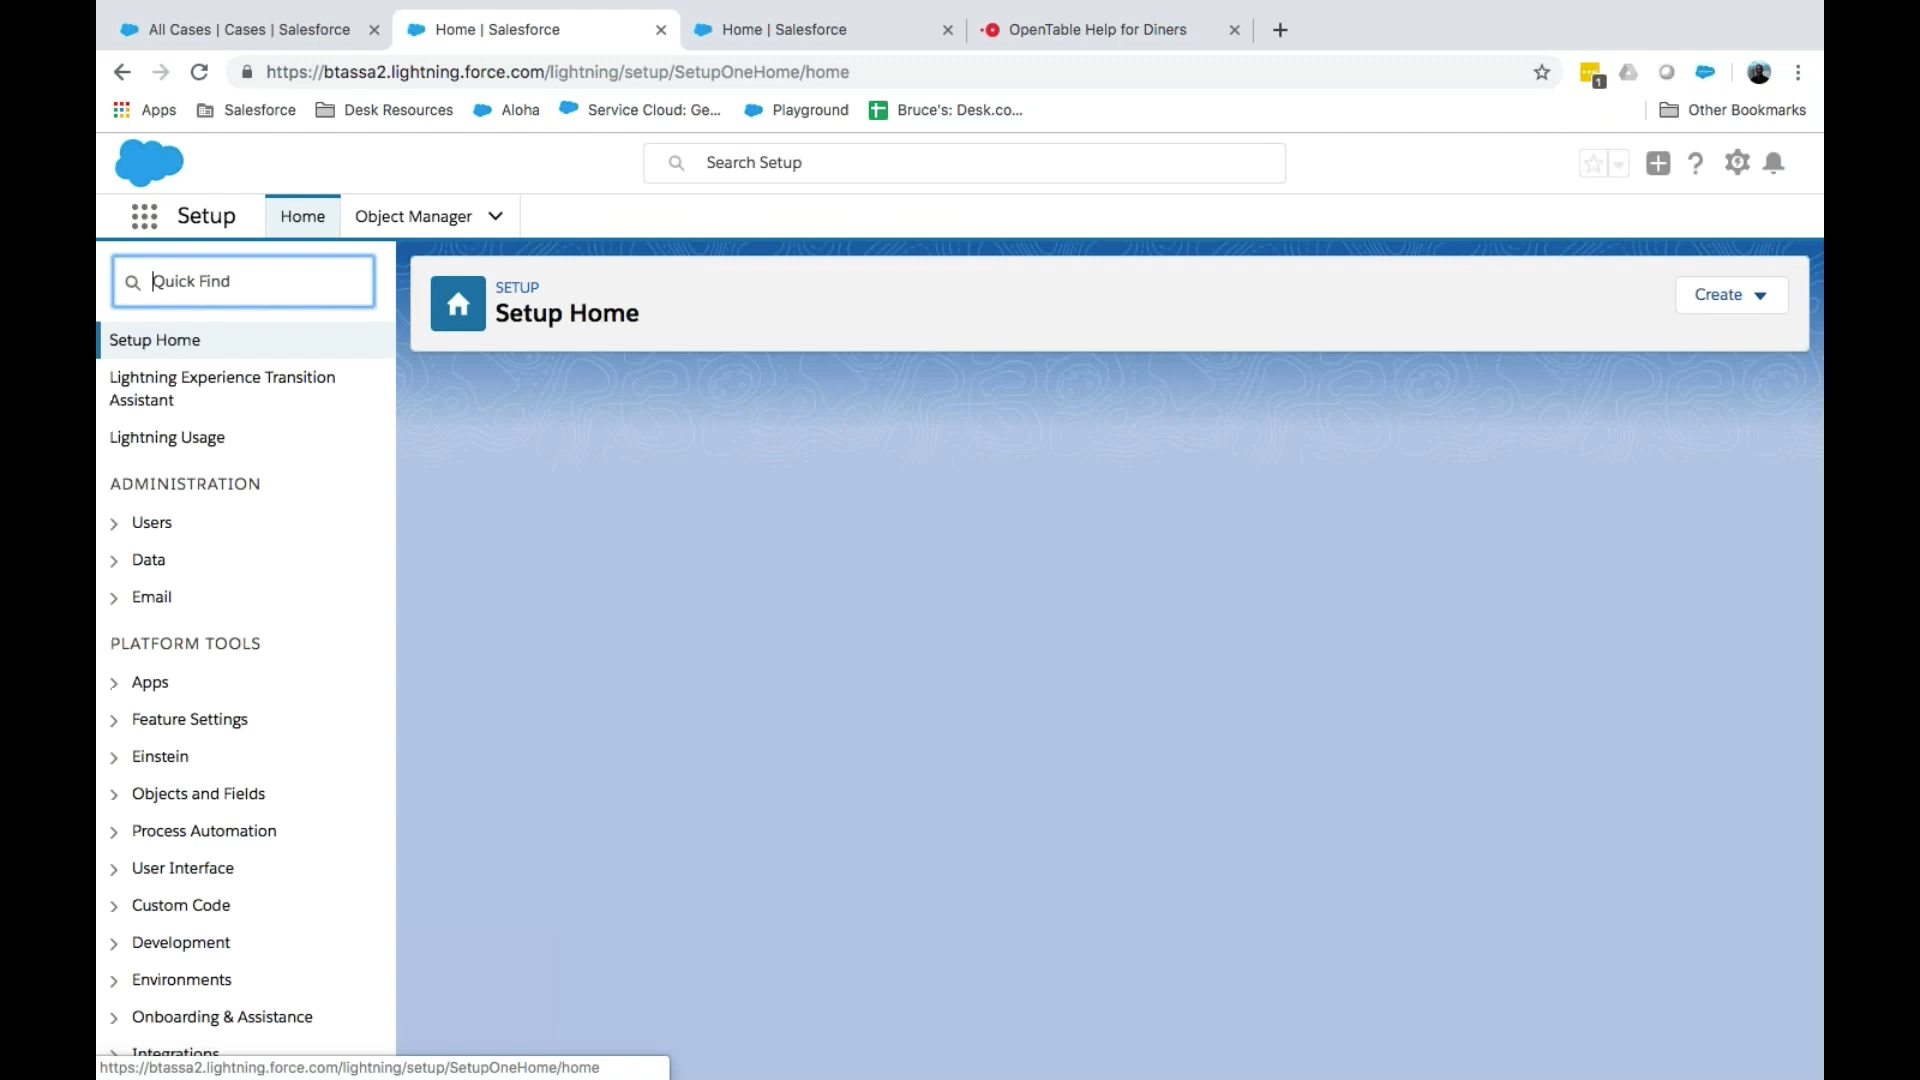 All Cases | Cases | Salesforce
Home | Salesforce
Home | Salesforce
OpenTable Help for Diners
https://btassa2.lightning.force.com/lightning/setup/SetupOneHome/home
1
Apps
Salesforce
Desk Resources
Aloha
Service Cloud: Ge...
Playground
Bruce's: Desk.co...
Other Bookmarks
Search Setup
Setup
Home
Object Manager
Quick Find
SETUP
Setup Home
Create
Setup Home
Lightning Experience Transition
Assistant
Lightning Usage
ADMINISTRATION
Users
Data
Email
PLATFORM TOOLS
Apps
Feature Settings
Einstein
Objects and Fields
Process Automation
User Interface
Custom Code
Development
Environments
Onboarding & Assistance
Integrations
https://btassa2.lightning.force.com/lightning/setup/SetupOneHome/home